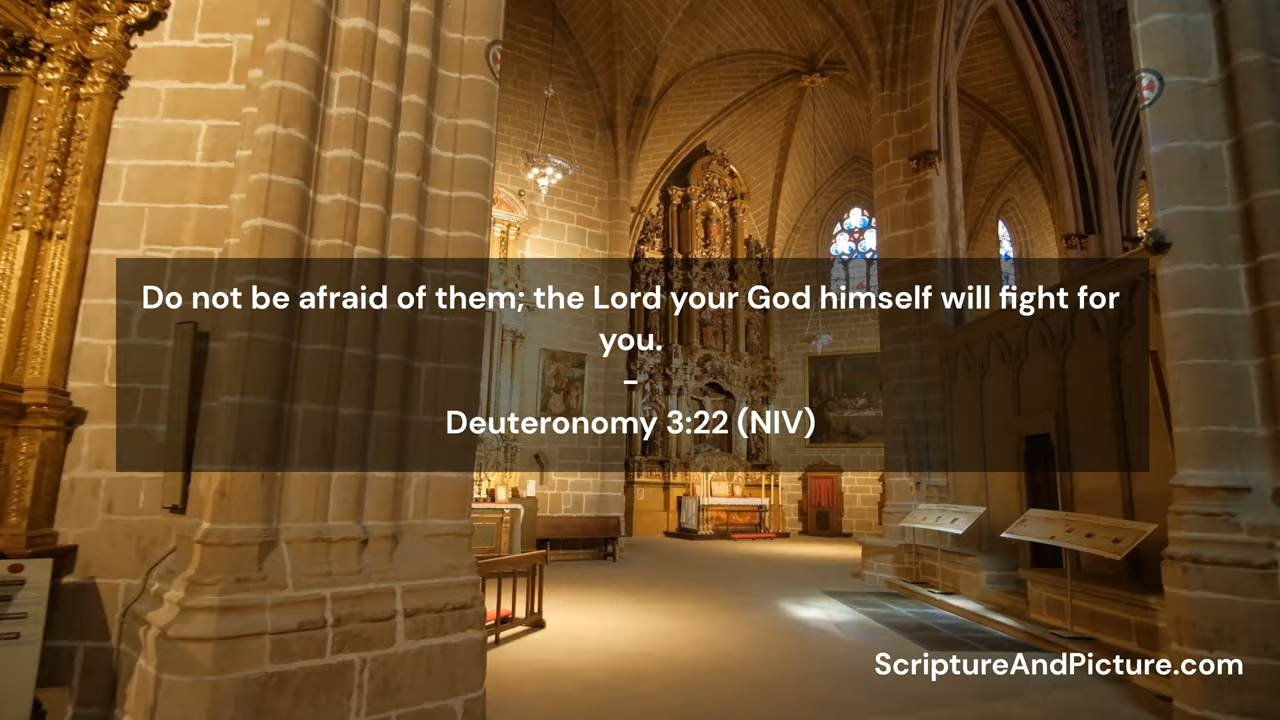 Do not be afraid of them; the Lord your God himself will fight for
you.
-
Deuteronomy 3:22 (NIV)
ScriptureAndPicture.com